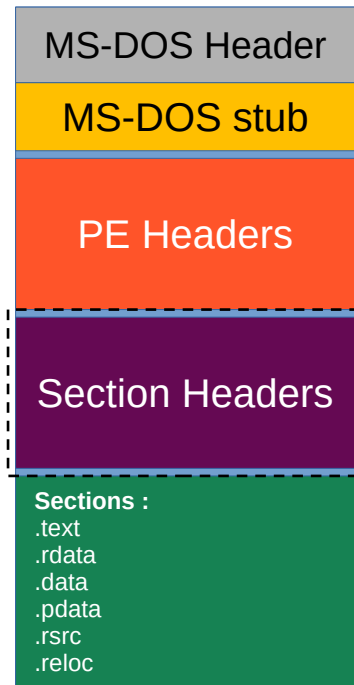 MS-DOS Header
MS-DOS stub
PE Headers
Section Headers
Sections :
.text
.rdata
.data
.pdata
.rsrc
.reloc